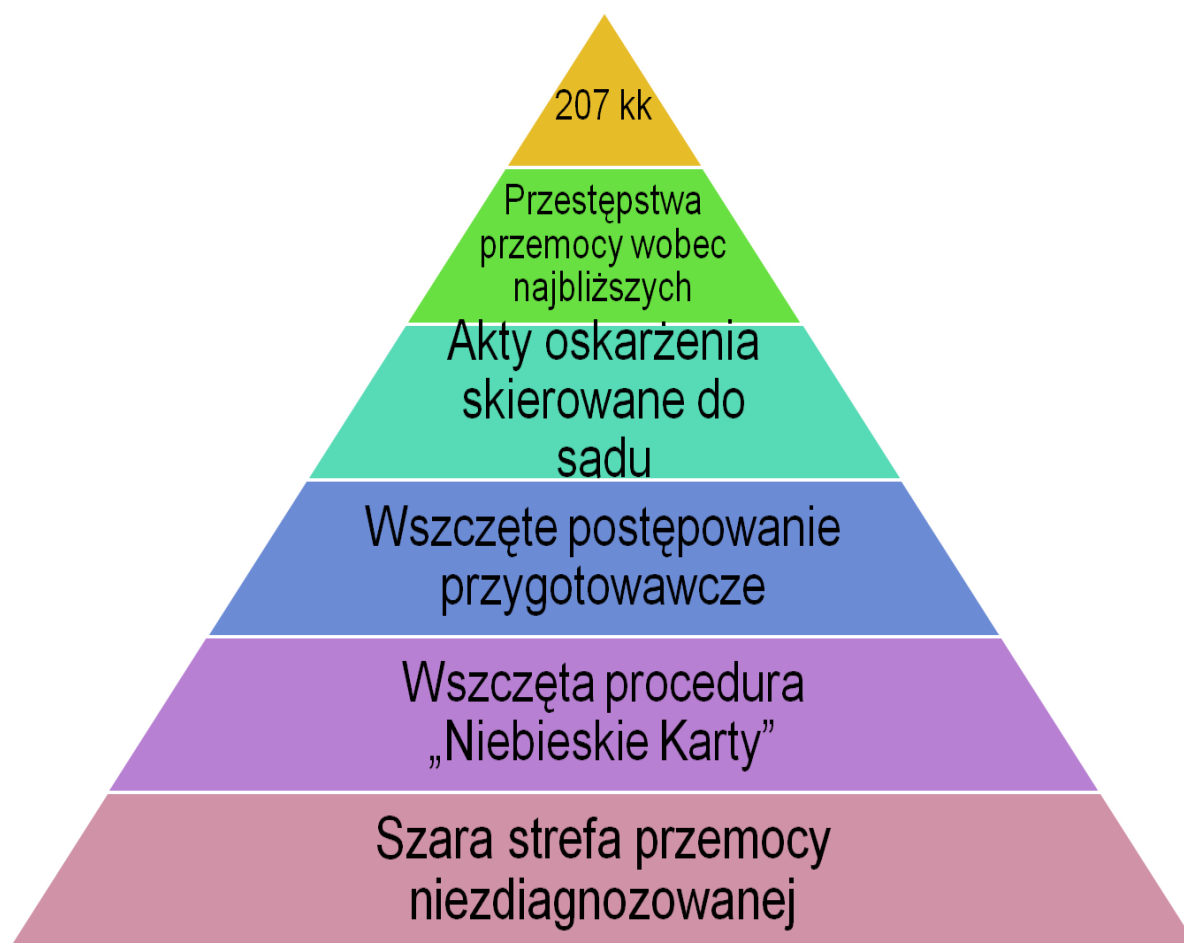 207 kk
Przestępstwa
przemocy wobec
najbliższych
Akty oskarżenia
skierowane do
sadu
Wszczęte postępowanie
przygotowawcze
Wszczęta procedura
„Niebieskie Karty”
Szara strefa przemocy
niezdiagnozowanej